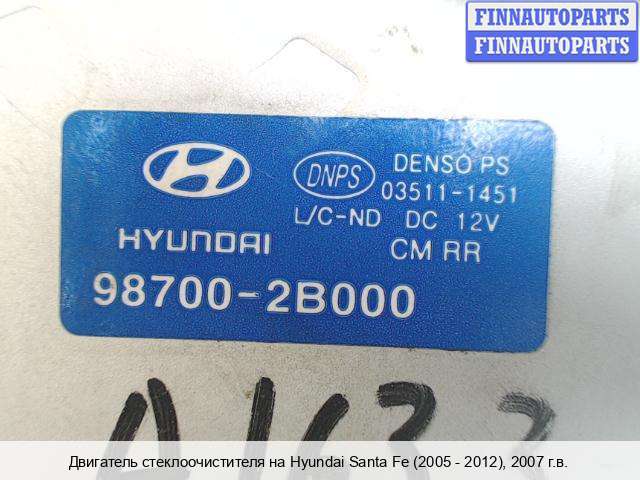 FINNAUTOPARTS
FINNAUTOPARTS
DNPS
DENSO PS
03511-1451
L/C-ND DC 12V
HYUNDAI
CM RR
98700-2B000
A1633
Двигатель стеклоочистителя на Hyundai Santa Fe (2005 - 2012), 2007 г.в.